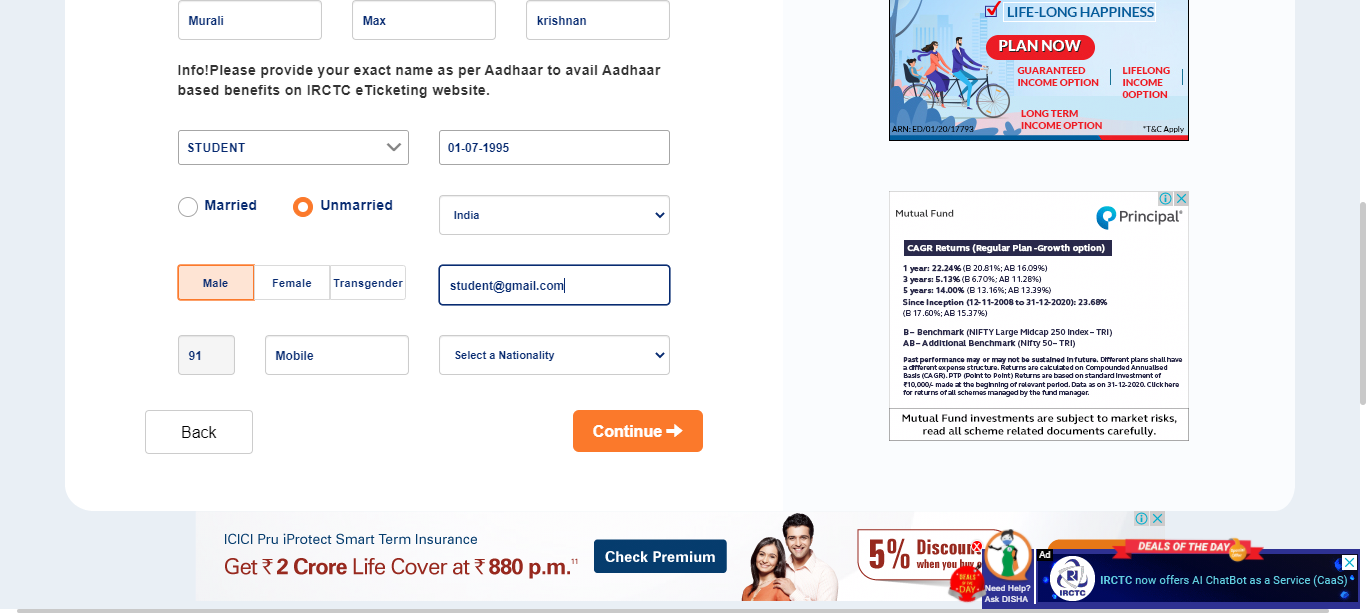 Murali
Max
krishnan
Info!Please provide your exact name as per Aadhaar to avail Aadhaar
based benefits on IRCTC eTicketing website.
STUDENT
01-07-1995
Married
Unmarried
India
Male
Female
Transgender
student@gmail.com
91
Mobile
Select a Nationality
Back
Continue
LIFE-LONG HAPPINESS
PLAN NOW
GUARANTEED
INCOME OPTION
LIFELONG
INCOME
0OPTION
LONG TERM
INCOME OPTION
ARN: ED/01/20/17793
*T&C Apply
Mutual Fund
Principal®
CAGR Returns (Regular Plan -Growth option)
1 year: 22.24% (B 20.81%; AB 16.09%)
3 years: 5.13% (B 6.70%; AB 11.28%)
5 years: 14.00% (B 13.16%; AB 13.39%)
Since Inception (12-11-2008 to 31-12-2020): 23.68%
(B 17.60%; AB 15.37%)
B – Benchmark (NIFTY Large Midcap 250 Index – TRI)
AB – Additional Benchmark (Nifty 50 – TRI)
Past performance may or may not be sustained in future. Different plans shall have
a different expense structure. Returns are calculated on Compounded Annualised
Basis (CAGR). PTP (Point to Point) Returns are based on standard investment of
₹10,000/- made at the beginning of relevant period. Data as on 31-12-2020. Click here
for returns of all schemes managed by the fund manager.
Mutual Fund investments are subject to market risks,
read all scheme related documents carefully.
ICICI Pru iProtect Smart Term Insurance
Get ₹ 2 Crore Life Cover at ₹ 880 p.m.11
Check Premium
5% Discoun
when you buy
DEALS
OF THE
DAY
Need Help?
Ask DISHA
Ad
DEALS OF THE DAY
IRCTC
IRCTC now offers AI ChatBot as a Service (CaaS)